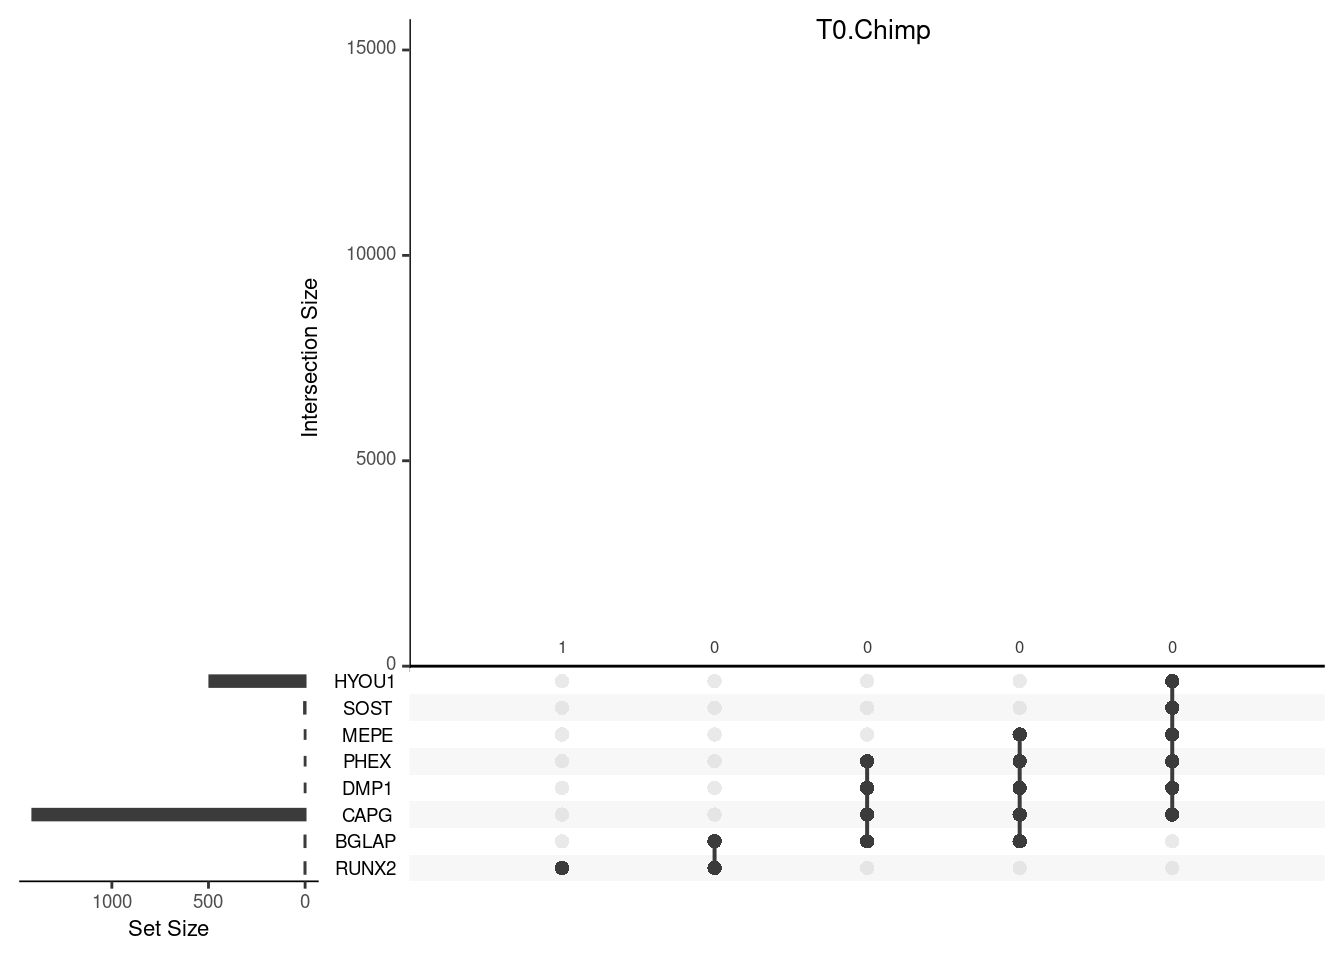 T0.Chimp
15000
10000
5000
0
Intersection Size
1 0 0 0 0
HYOU1
SOST
MEPE
PHEX
DMP1
CAPG
BGLAP
RUNX2
1000 500 0
Set Size